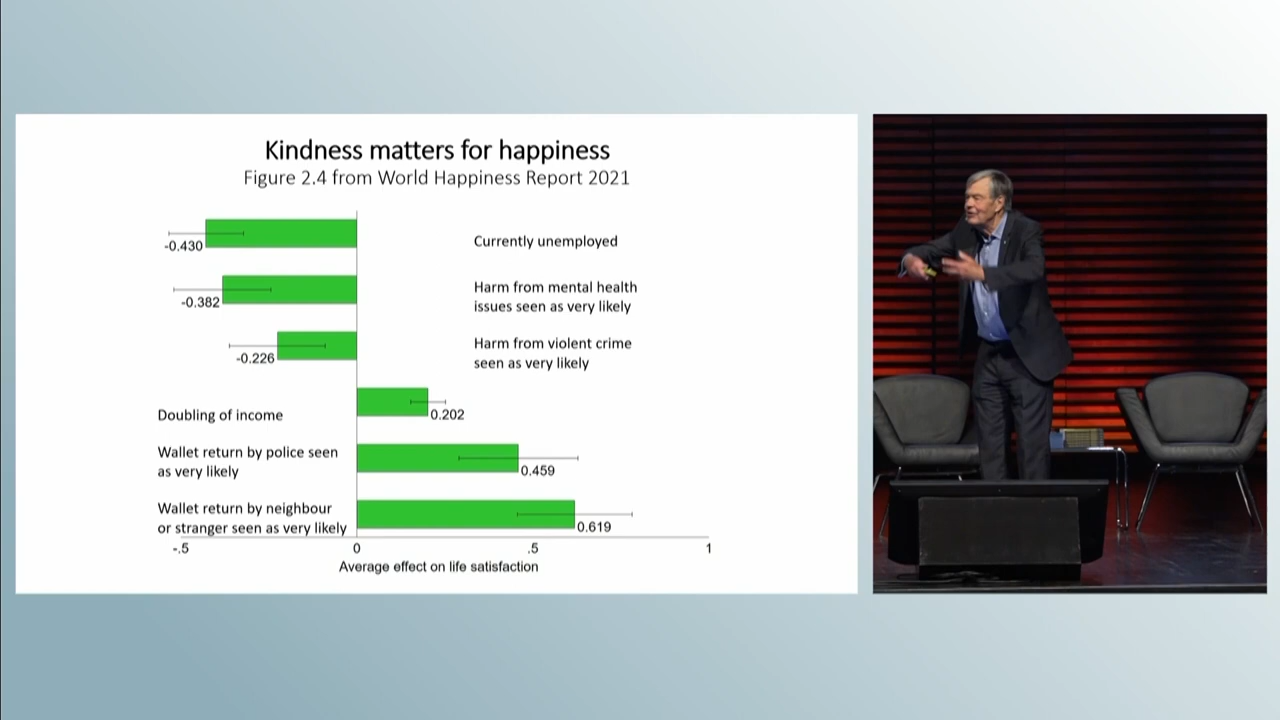 Kindness matters for happiness
Figure 2.4 from World Happiness Report 2021
-0.430
Currently unemployed
-0.382
Harm from mental health
issues seen as very likely
-0.226
Harm from violent crime
seen as very likely
Doubling of income
0.202
Wallet return by police seen
as very likely
0.459
Wallet return by neighbour
or stranger seen as very likely
0.619
-.5 0 .5 1
Average effect on life satisfaction